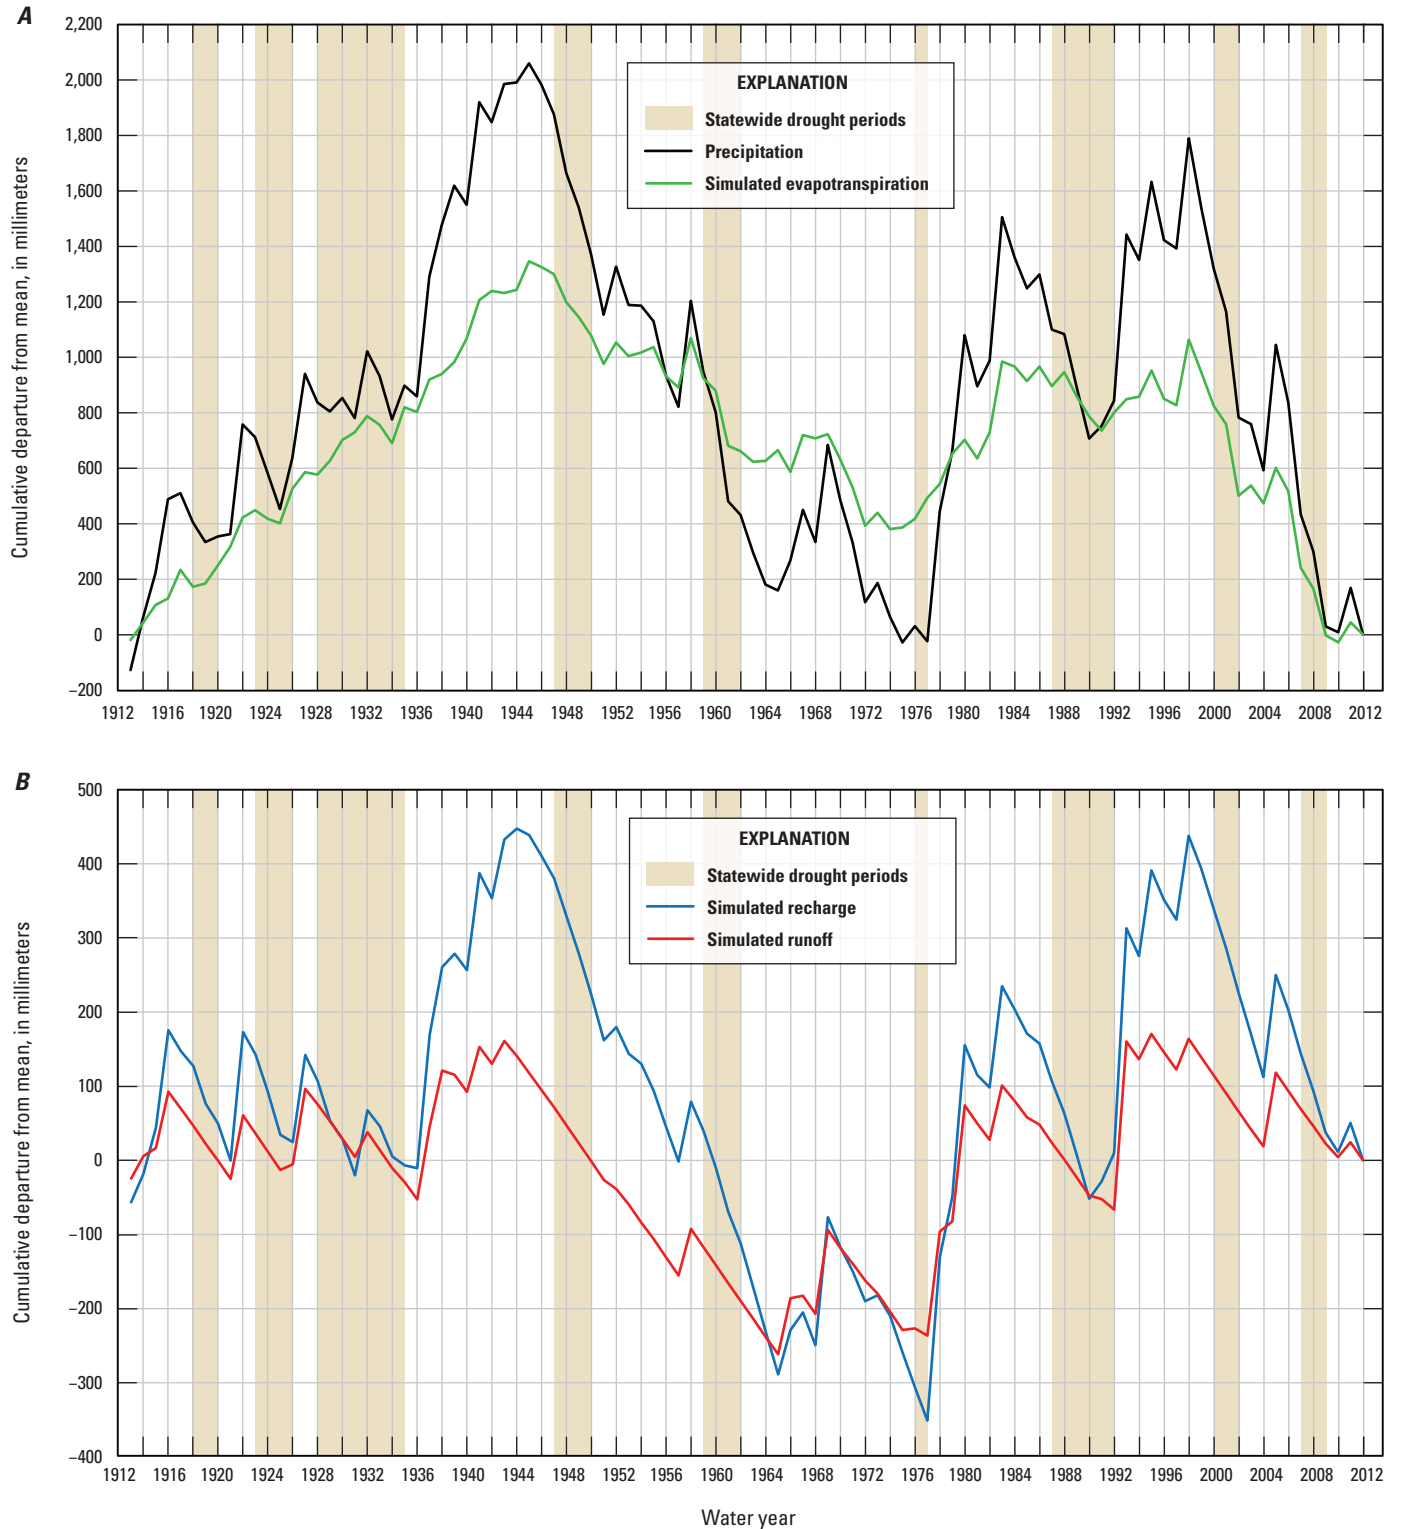 A
2,200
2,000
1,800
1,600
1,400
1,200
1,000
800
600
400
200
0
–200
Cumulative departure from mean, in millimeters
EXPLANATION
Statewide drought periods
Precipitation
Simulated evapotranspiration
1912 1916 1920 1924 1928 1932 1936 1940 1944 1948 1952 1956 1960 1964 1968 1972 1976 1980 1984 1988 1992 1996 2000 2004 2008 2012
B
500
400
300
200
100
0
–100
–200
–300
–400
Cumulative departure from mean, in millimeters
EXPLANATION
Statewide drought periods
Simulated recharge
Simulated runoff
1912 1916 1920 1924 1928 1932 1936 1940 1944 1948 1952 1956 1960 1964 1968 1972 1976 1980 1984 1988 1992 1996 2000 2004 2008 2012
Water year